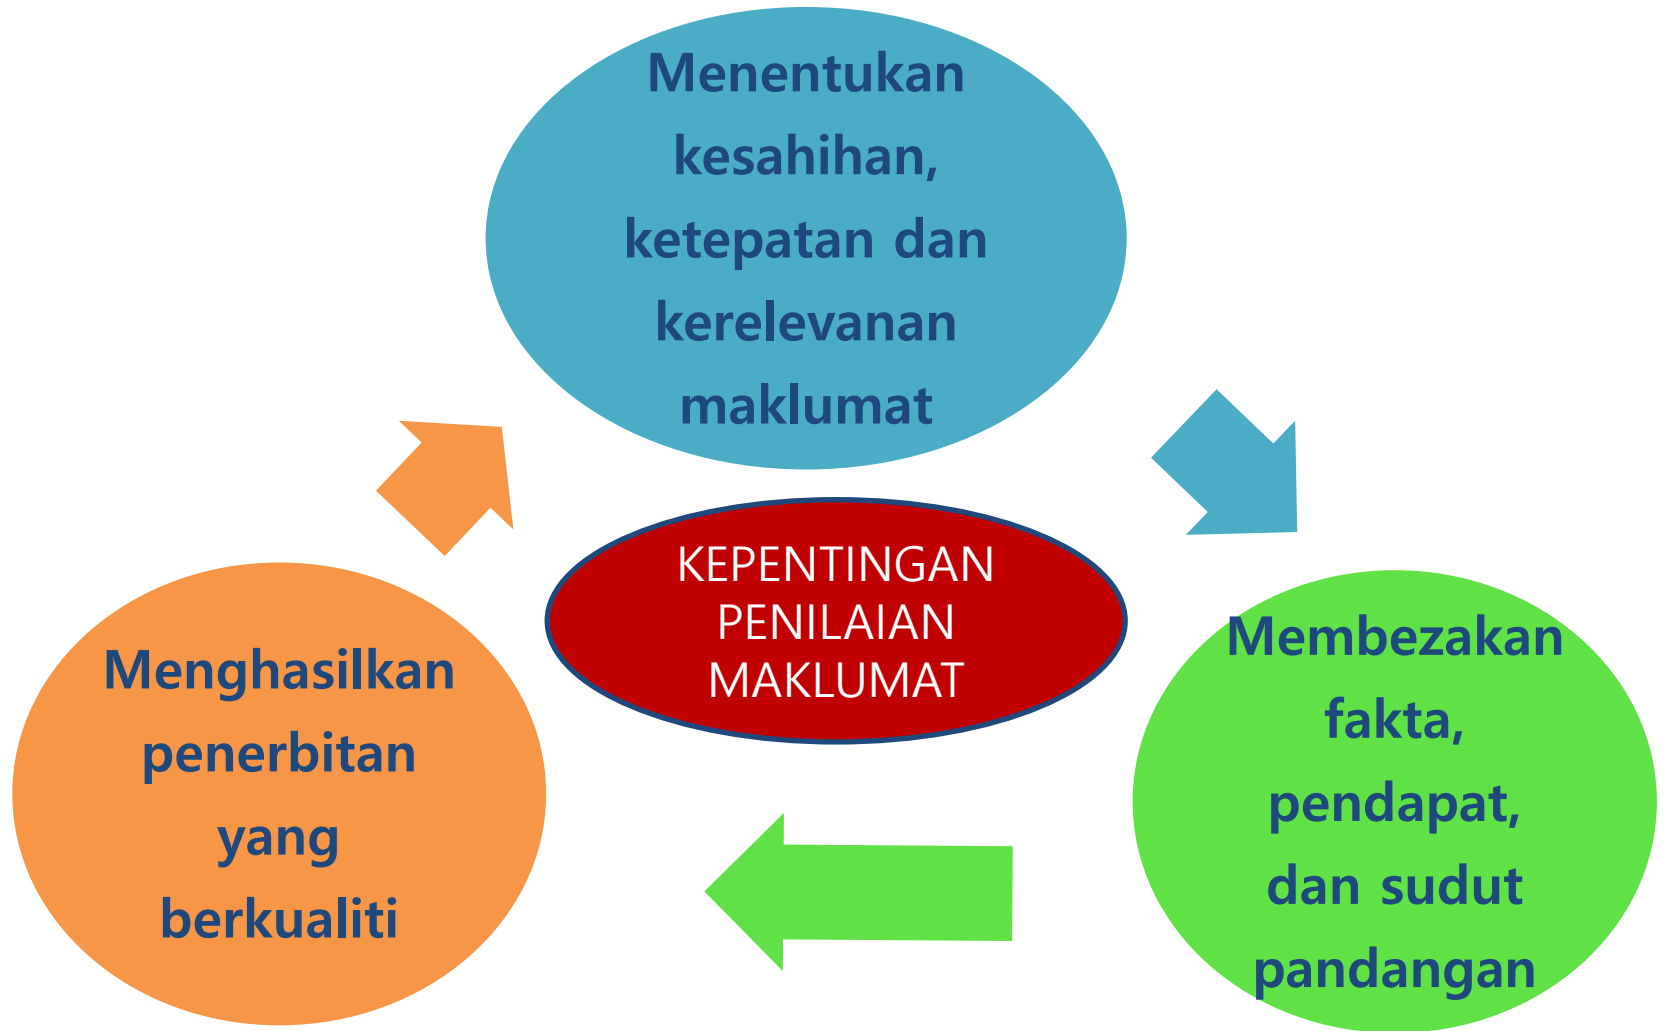 Menentukan
kesahihan,
ketepatan dan
kerelevanan
maklumat
KEPENTINGAN
PENILAIAN
MAKLUMAT
Membezakan
fakta,
pendapat,
dan sudut
pandangan
Menghasilkan
penerbitan
yang
berkualiti